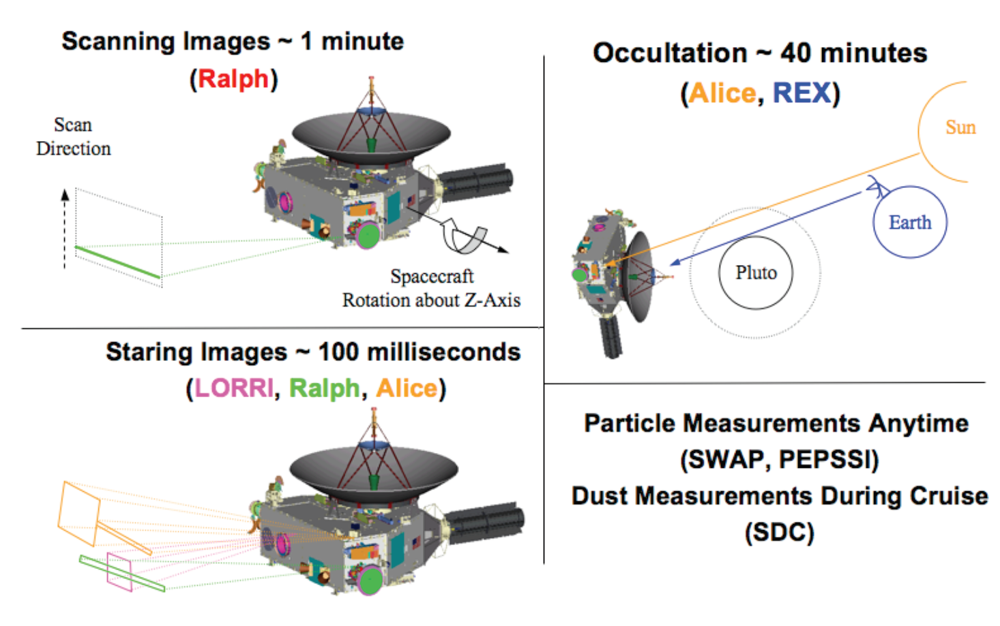 Scanning Images ~ 1 minute
(Ralph)
Scan
Direction
Spacecraft
Rotation about Z-Axis
Occultation ~ 40 minutes
(Alice, REX)
Sun
Earth
Pluto
Staring Images ~ 100 milliseconds
(LORRI, Ralph, Alice)
Particle Measurements Anytime
(SWAP, PEPSSI)
Dust Measurements During Cruise
(SDC)